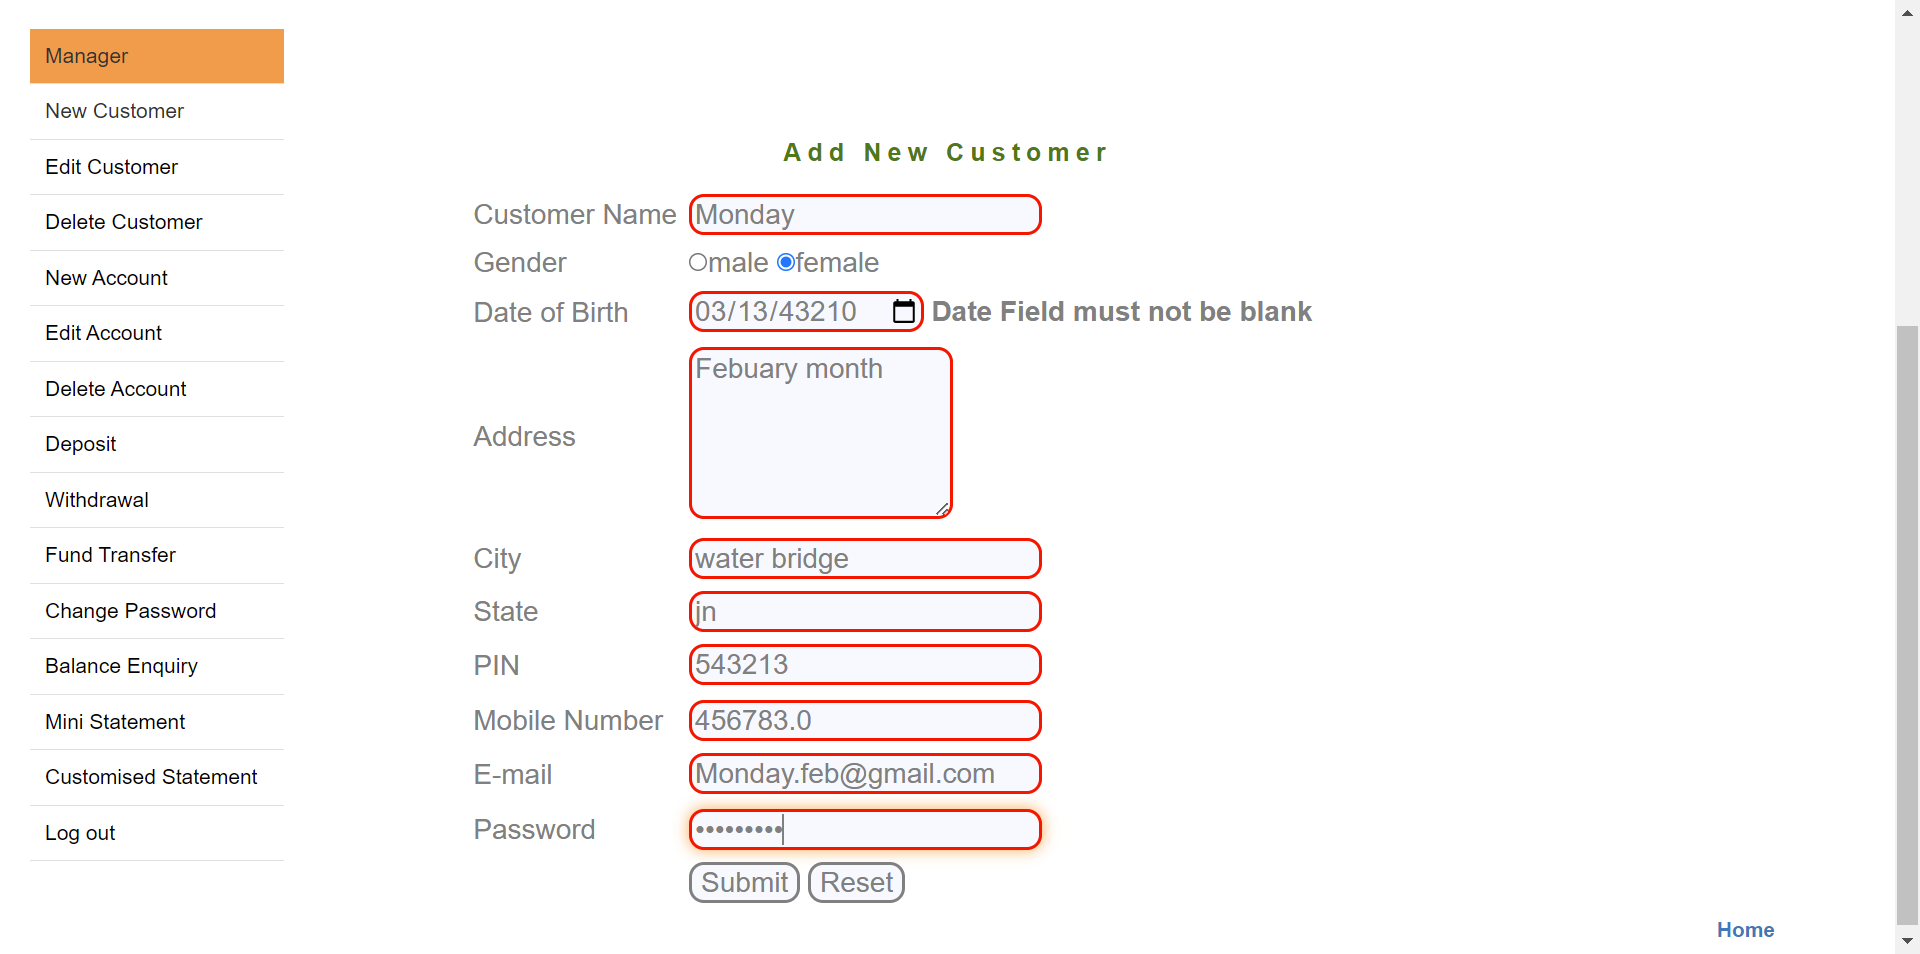 Manager
New Customer
Edit Customer
Delete Customer
New Account
Edit Account
Delete Account
Deposit
Withdrawal
Fund Transfer
Change Password
Balance Enquiry
Mini Statement
Customised Statement
Log out
Add New Customer
Customer Name Monday
Gender male female
Date of Birth 03/13/43210 Date Field must not be blank
Address Febuary month
City water bridge
State jn
PIN 543213
Mobile Number 456783.0
E-mail Monday.feb@gmail.com
Password •••••••••
Submit Reset
Home